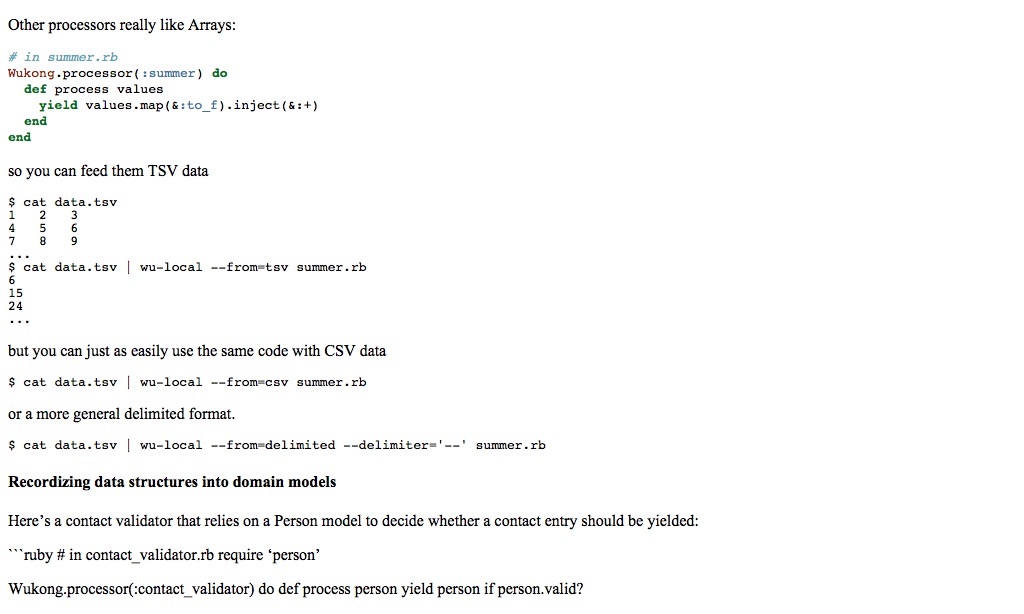 Other processors really like Arrays:
# in summer.rb
Wukong.processor(:summer) do
  def process values
    yield values.map(&:to_f).inject(&:+)
  end
end
so you can feed them TSV data
$ cat data.tsv
1   2   3
4   5   6
7   8   9
...
$ cat data.tsv | wu-local --from=tsv summer.rb
6
15
24
...
but you can just as easily use the same code with CSV data
$ cat data.tsv | wu-local --from=csv summer.rb
or a more general delimited format.
$ cat data.tsv | wu-local --from=delimited --delimiter='--' summer.rb
Recordizing data structures into domain models
Here’s a contact validator that relies on a Person model to decide whether a contact entry should be yielded:
```ruby # in contact_validator.rb require ‘person’
Wukong.processor(:contact_validator) do def process person yield person if person.valid?